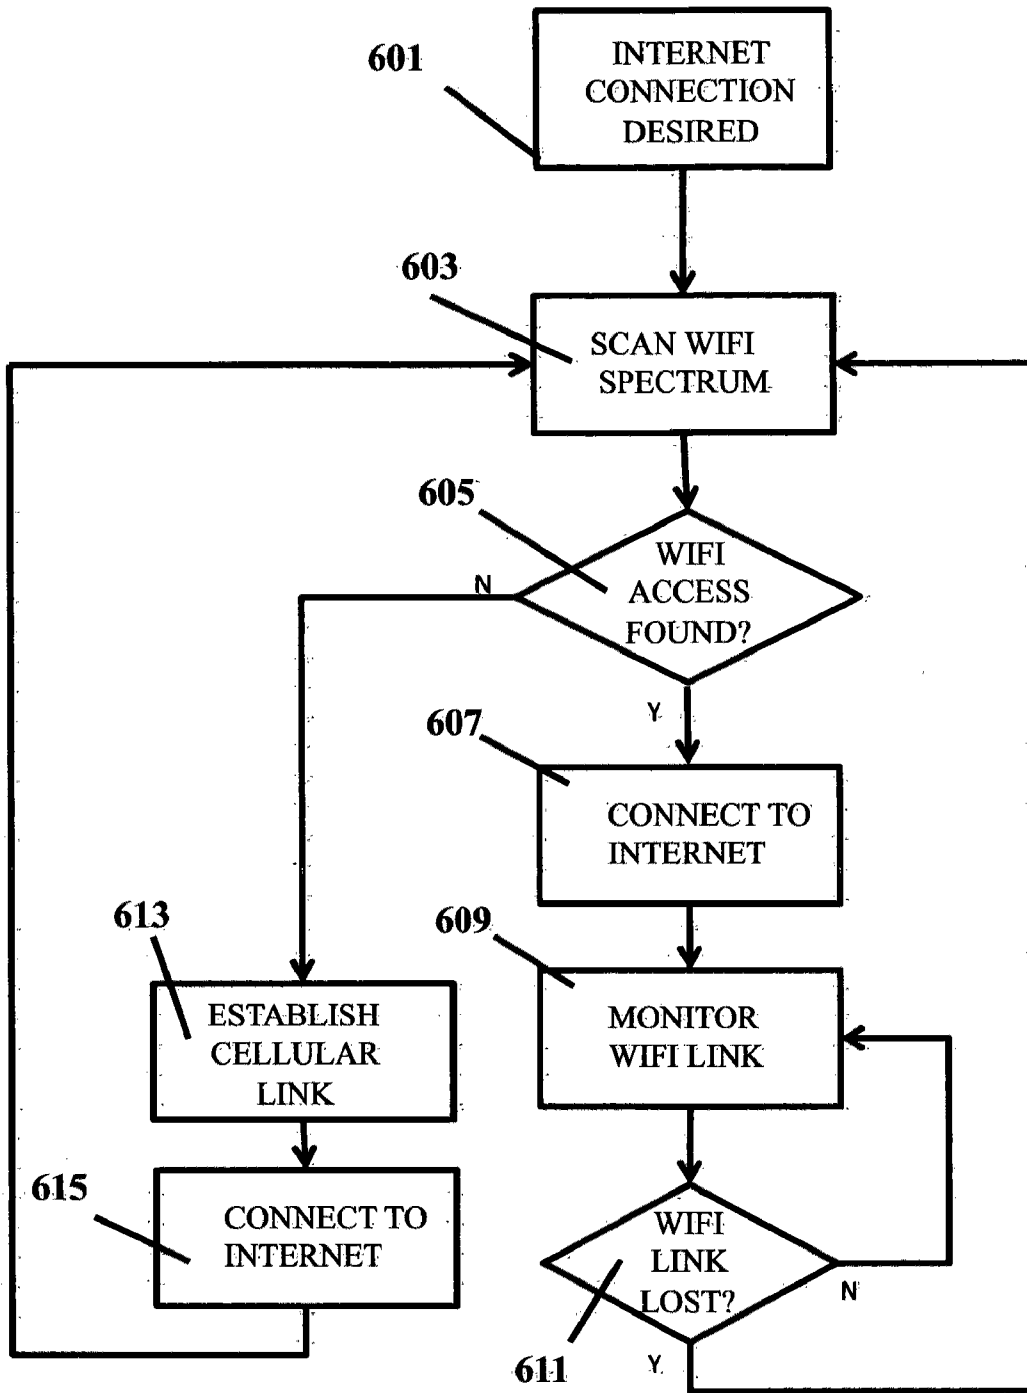 601
INTERNET
CONNECTION
DESIRED
603
SCAN WIFI
SPECTRUM
605
WIFI
ACCESS
FOUND?
N
Y
607
CONNECT TO
INTERNET
613
609
ESTABLISH
CELLULAR
LINK
MONITOR
WIFI LINK
615
CONNECT TO
INTERNET
WIFI
LINK
LOST?
N
611
Y